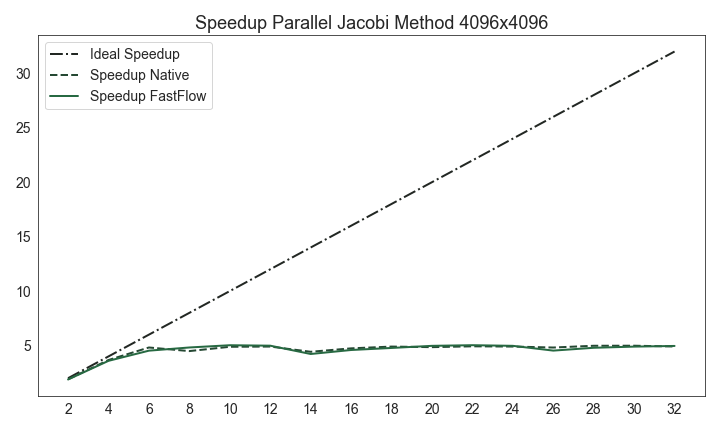 Speedup Parallel Jacobi Method 4096x4096
Ideal Speedup
Speedup Native
Speedup FastFlow
30
25
20
15
10
5
2 4 6 8 10 12 14 16 18 20 22 24 26 28 30 32